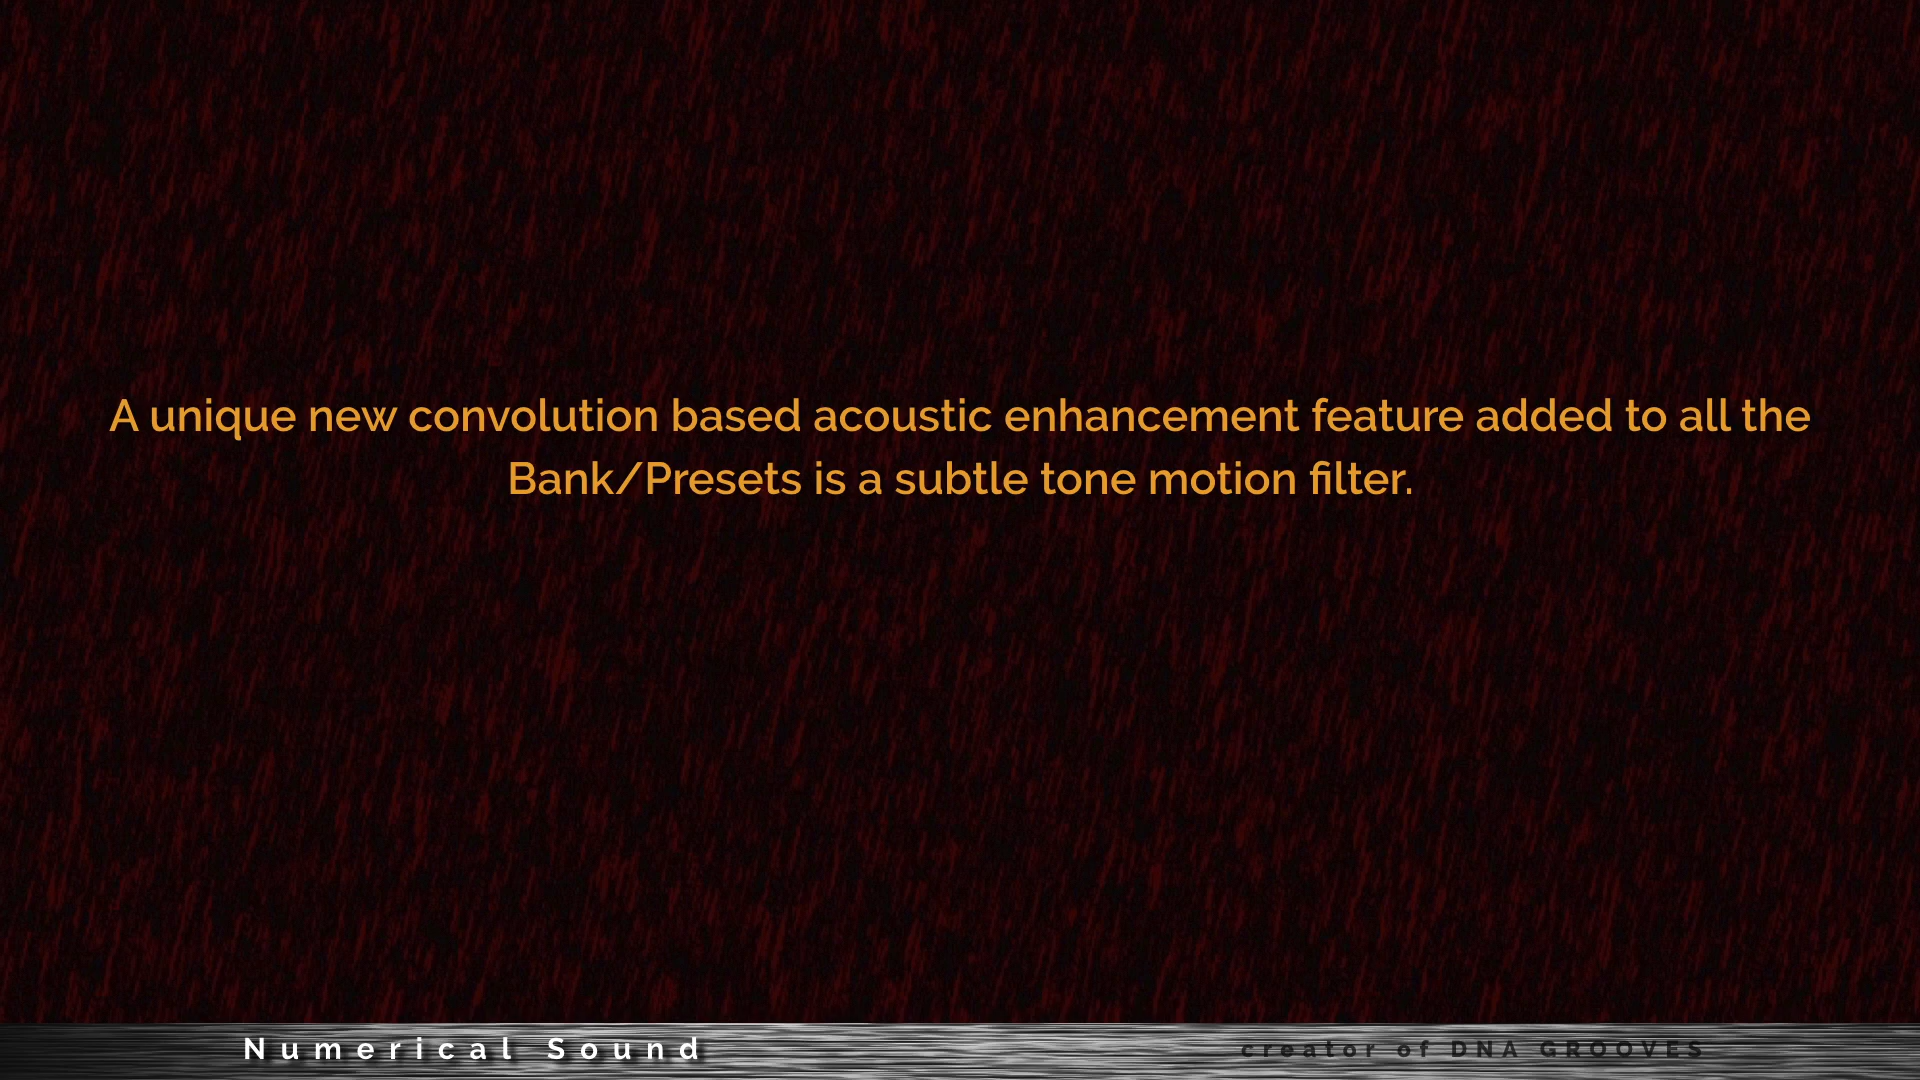 A unique new convolution based acoustic enhancement feature added to all the
Bank/Presets is a subtle tone motion filter.
Numerical Sound
creator of DNA GROOVES